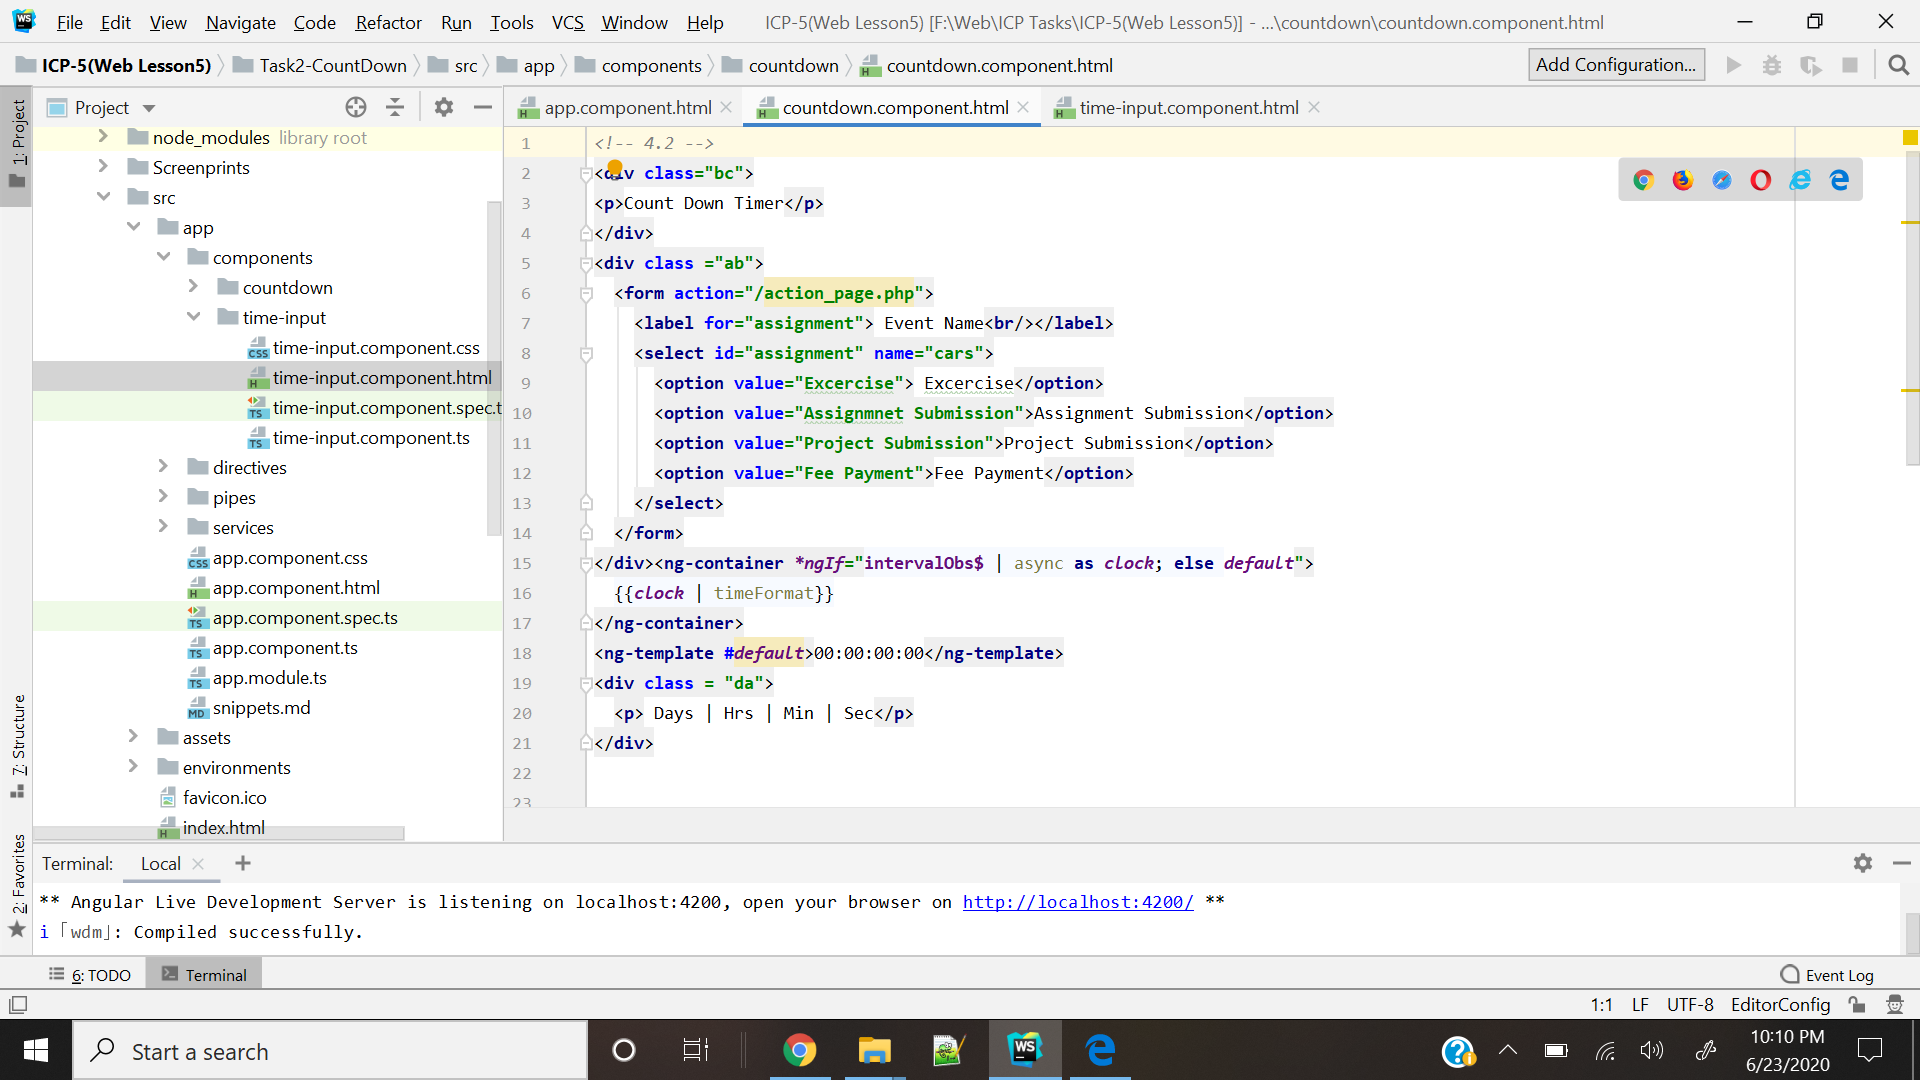 File Edit View Navigate Code Refactor Run Tools VCS Window Help ICP-5(Web Lesson5) [F:\Web\ICP Tasks\ICP-5(Web Lesson5)] - ...\countdown\countdown.component.html
ICP-5(Web Lesson5) Task2-CountDown src app components countdown countdown.component.html Add Configuration...
1: Project
Project
app.component.html countdown.component.html time-input.component.html
node_modules library root
Screenprints
src
app
components
countdown
time-input
time-input.component.css
time-input.component.html
time-input.component.spec.t
time-input.component.ts
directives
pipes
services
app.component.css
app.component.html
app.component.spec.ts
app.component.ts
app.module.ts
snippets.md
assets
environments
favicon.ico
index.html
7: Structure
2: Favorites
1 <!-- 4.2 -->
2 <div class="bc">
3 <p>Count Down Timer</p>
4 </div>
5 <div class ="ab">
6 <form action="/action_page.php">
7 <label for="assignment"> Event Name<br/></label>
8 <select id="assignment" name="cars">
9 <option value="Excercise"> Excercise</option>
10 <option value="Assignmnet Submission">Assignment Submission</option>
11 <option value="Project Submission">Project Submission</option>
12 <option value="Fee Payment">Fee Payment</option>
13 </select>
14 </form>
15 </div><ng-container *ngIf="intervalObs$ | async as clock; else default">
16 {{clock | timeFormat}}
17 </ng-container>
18 <ng-template #default>00:00:00:00</ng-template>
19 <div class = "da">
20 <p> Days | Hrs | Min | Sec</p>
21 </div>
22
23
Terminal: Local
** Angular Live Development Server is listening on localhost:4200, open your browser on http://localhost:4200/ **
i ｢wdm｣: Compiled successfully.
6: TODO Terminal Event Log
1:1 LF UTF-8 EditorConfig
Start a search
WS
10:10 PM
6/23/2020